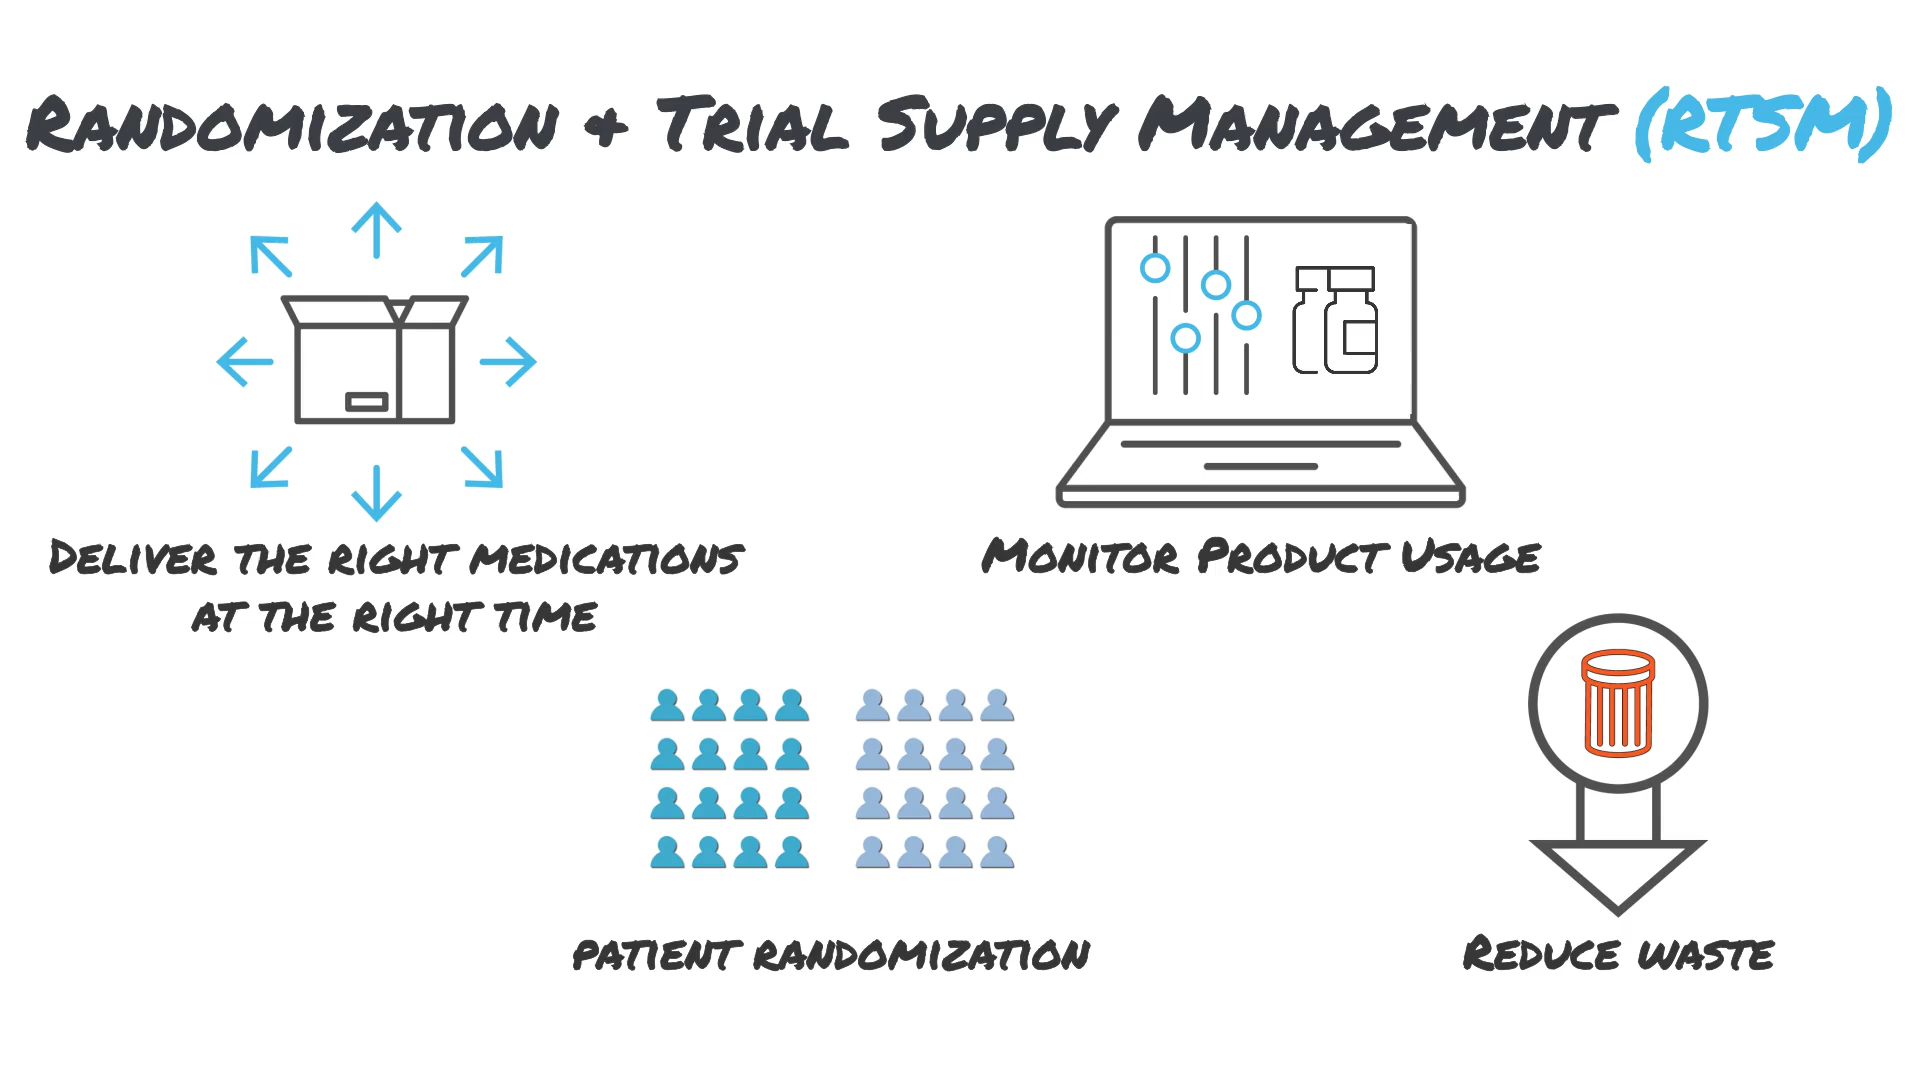 Randomization & Trial Supply Management (RTSM)
Deliver the right medications
at the right time
Monitor Product Usage
patient randomization
Reduce waste